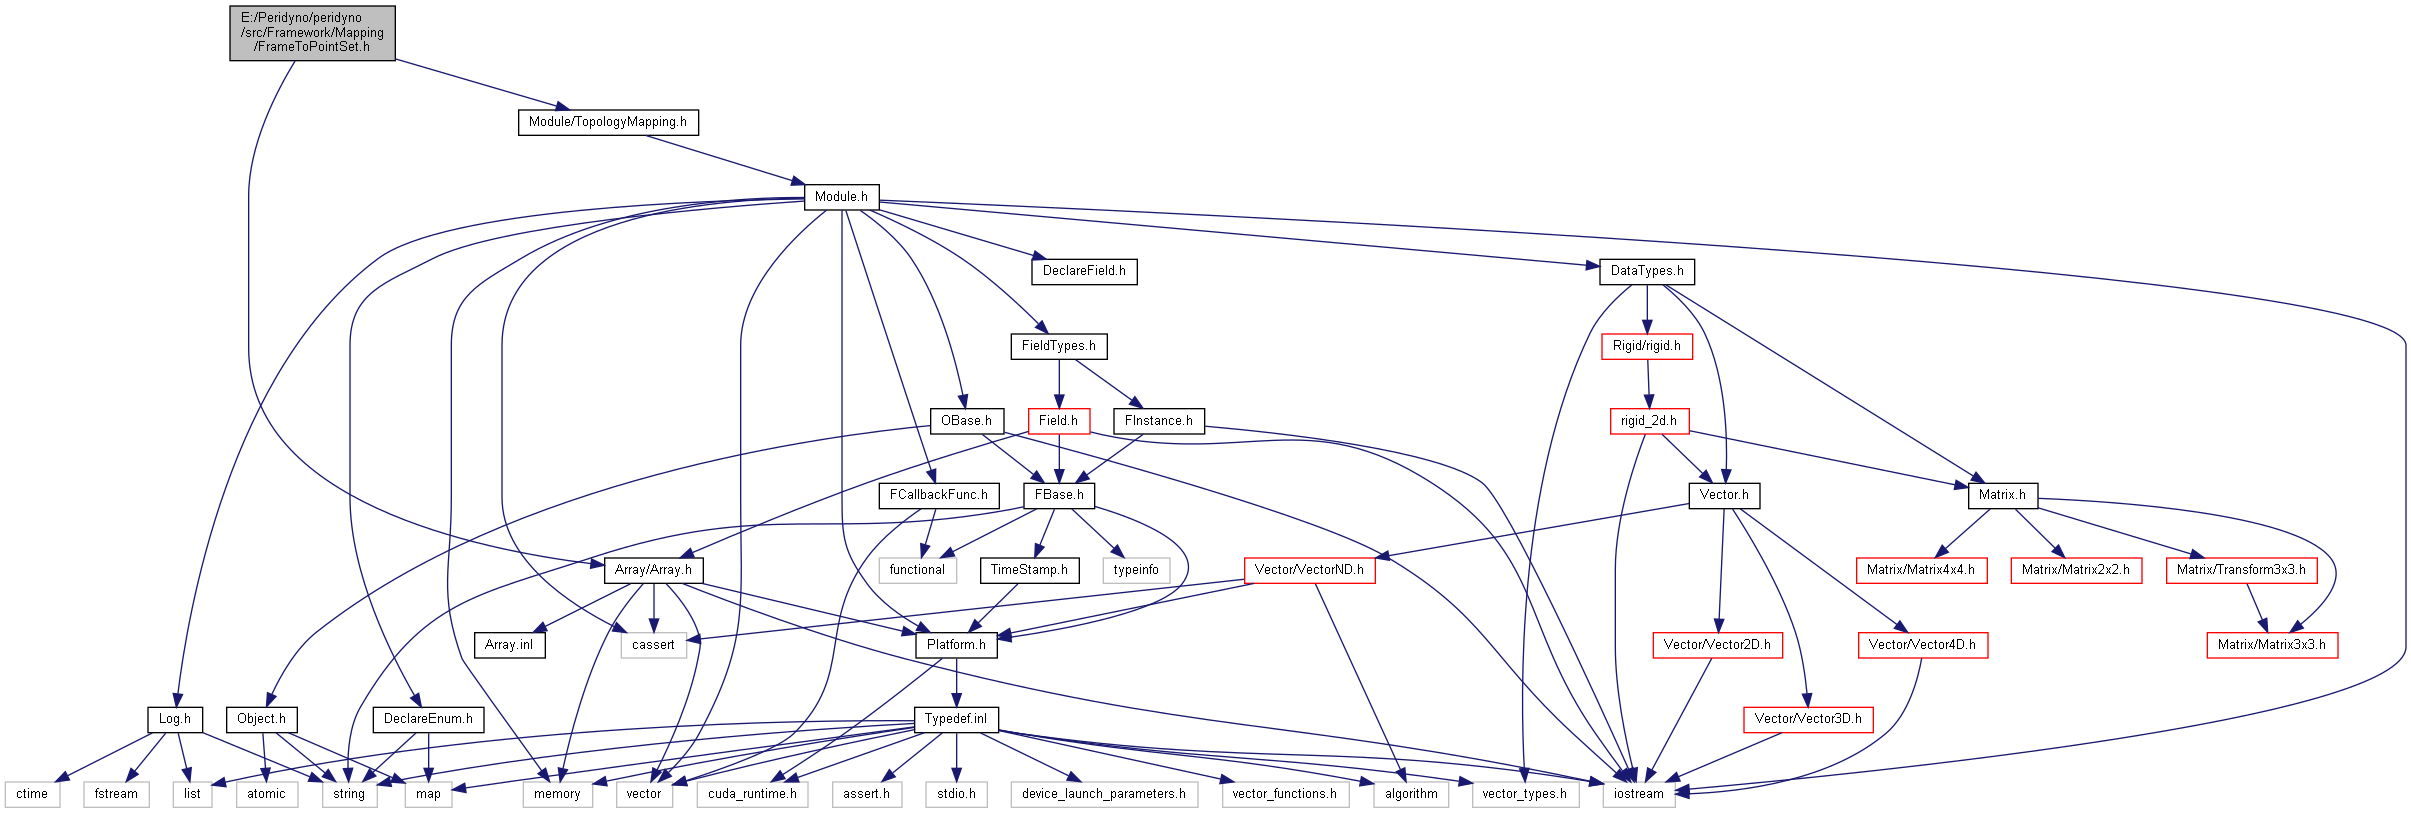 E:/Peridyno/peridyno
/src/Framework/Mapping
/FrameToPointSet.h
Module/TopologyMapping.h
Module.h
DeclareField.h
DataTypes.h
FieldTypes.h
Rigid/rigid.h
OBase.h
Field.h
FInstance.h
rigid_2d.h
FCallbackFunc.h
FBase.h
Vector.h
Matrix.h
Array/Array.h
functional
TimeStamp.h
typeinfo
Vector/VectorND.h
Matrix/Matrix4x4.h
Matrix/Matrix2x2.h
Matrix/Transform3x3.h
Array.inl
cassert
Platform.h
Vector/Vector2D.h
Vector/Vector4D.h
Matrix/Matrix3x3.h
Log.h
Object.h
DeclareEnum.h
Typedef.inl
Vector/Vector3D.h
ctime
fstream
list
atomic
string
map
memory
vector
cuda_runtime.h
assert.h
stdio.h
device_launch_parameters.h
vector_functions.h
algorithm
vector_types.h
iostream